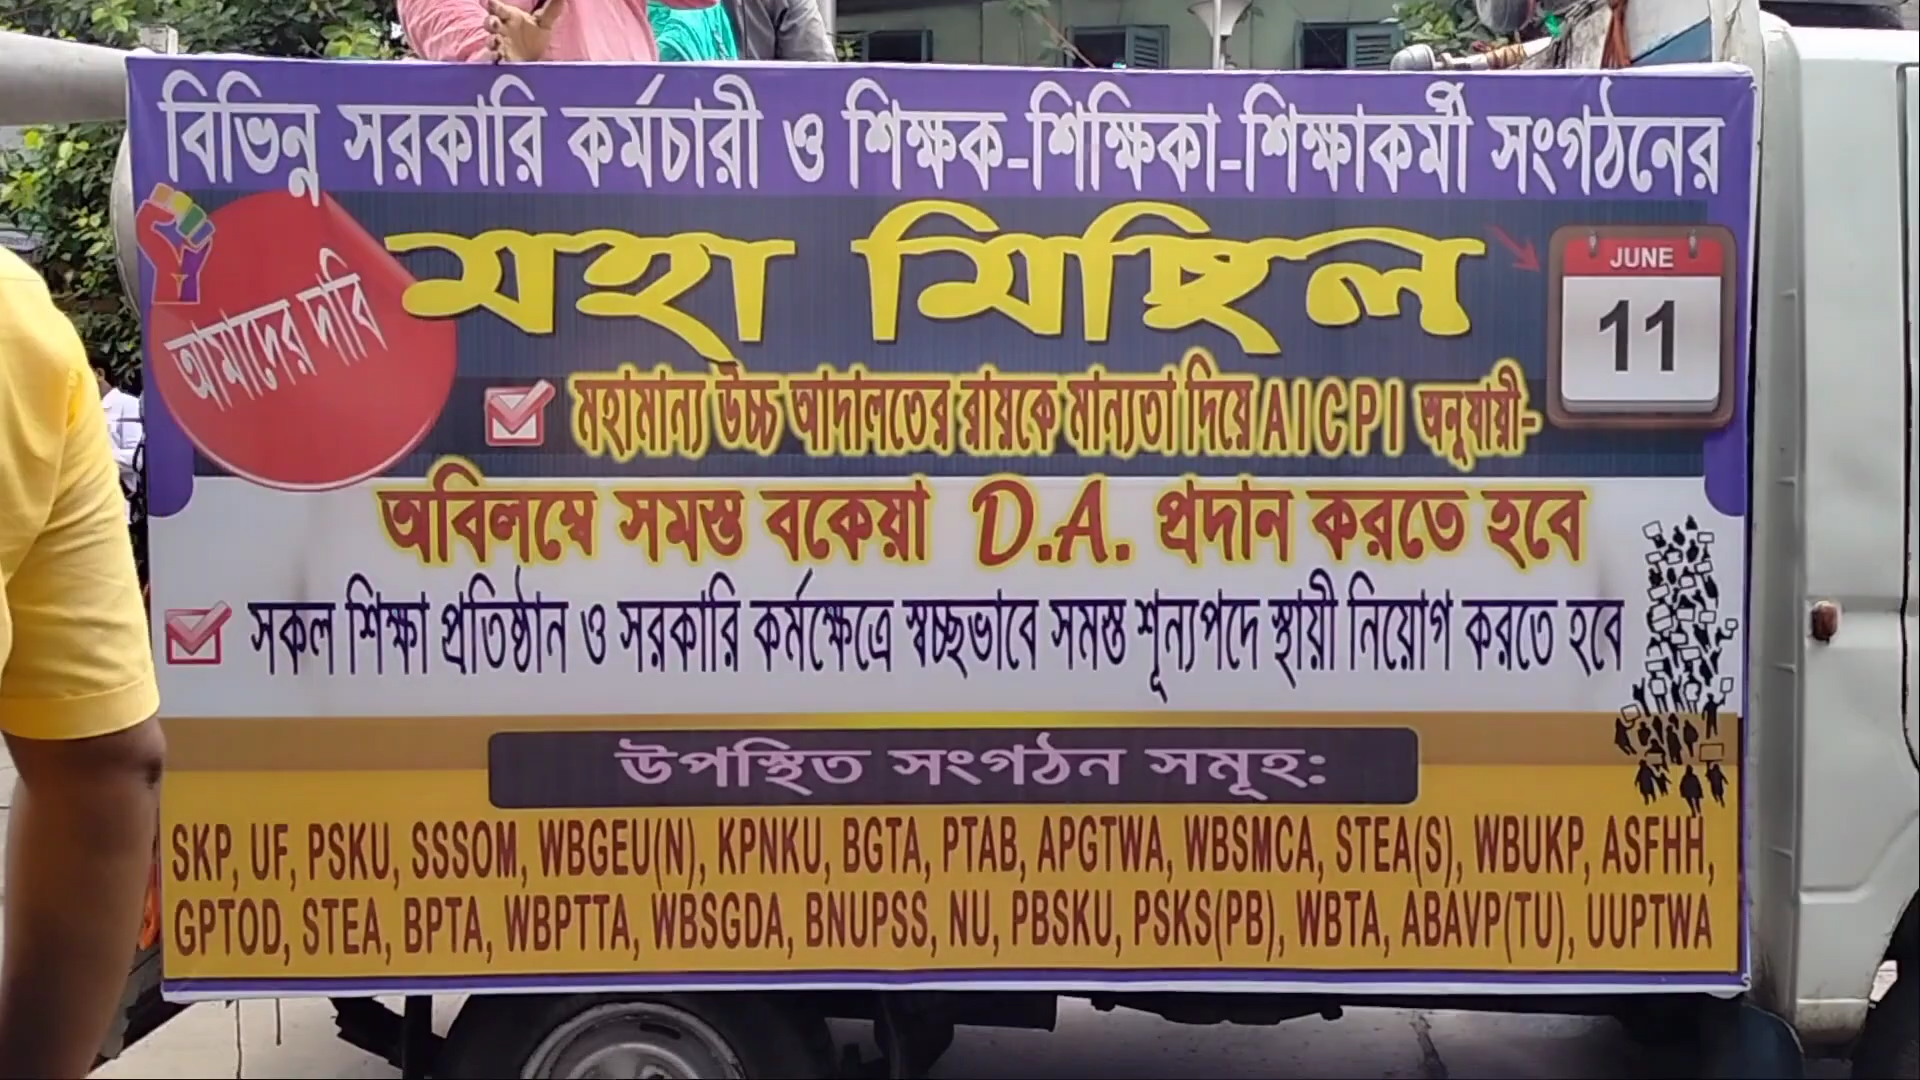 বিভিন্ন সরকারি কর্মচারী ও শিক্ষক-শিক্ষিকা-শিক্ষাকর্মী সংগঠনের
মহা মিছিল
JUNE
11
আমাদের দাবি
মহামান্য উচ্চ আদালতের রায়কে মান্যতা দিয়ে AICPI অনুযায়ী-
অবিলম্বে সমস্ত বকেয়া D.A. প্রদান করতে হবে
সকল শিক্ষা প্রতিষ্ঠান ও সরকারি কর্মক্ষেত্রে স্বচ্ছভাবে সমস্ত শূন্যপদে স্থায়ী নিয়োগ করতে হবে
উপস্থিত সংগঠন সমূহ:
SKP, UF, PSKU, SSSOM, WBGEU(N), KPNKU, BGTA, PTAB, APGTWA, WBSMCA, STEA(S), WBUKP, ASFHH,
GPTOD, STEA, BPTA, WBPTTA, WBSGDA, BNUPSS, NU, PBSKU, PSKS(PB), WBTA, ABAVP(TU), UUPTWA